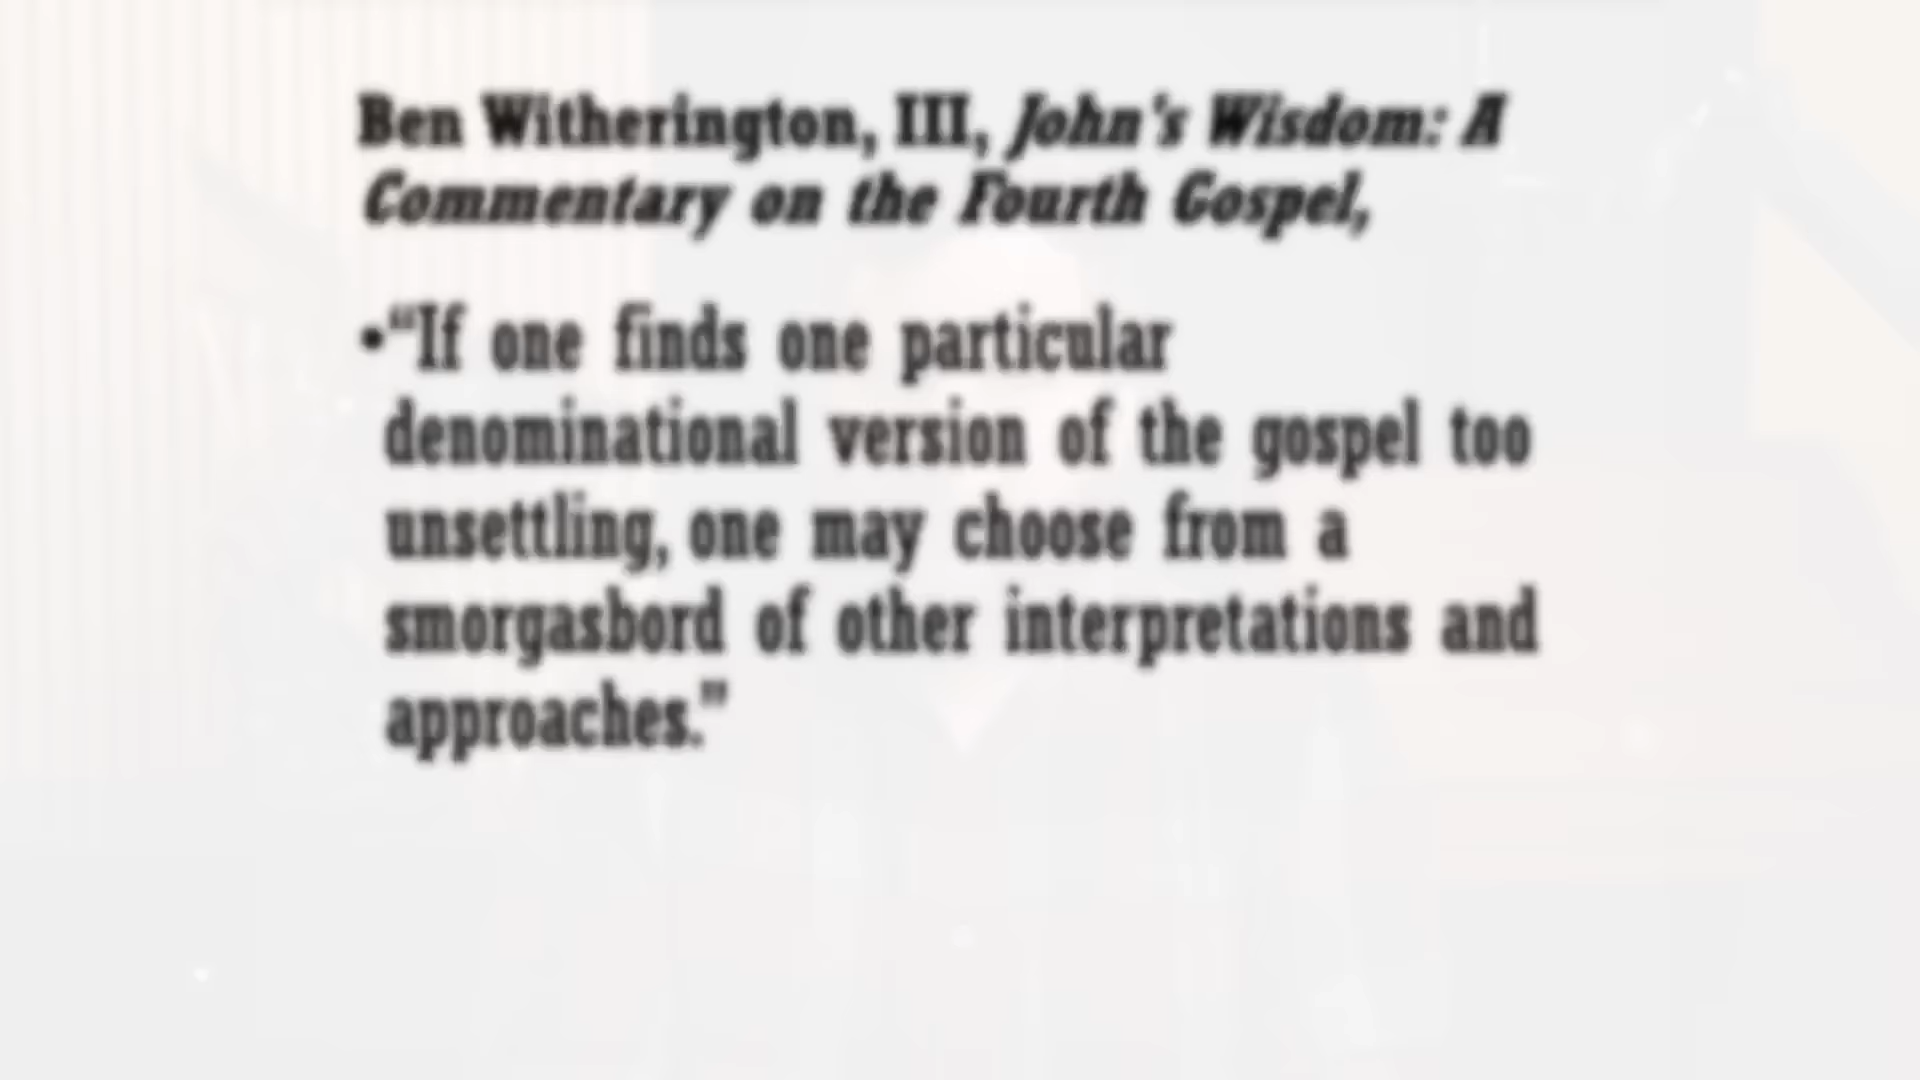 Ben Witherington, III, John's Wisdom: A
Commentary on the Fourth Gospel,
•“If one finds one particular
denominational version of the gospel too
unsettling, one may choose from a
smorgasbord of other interpretations and
approaches.”